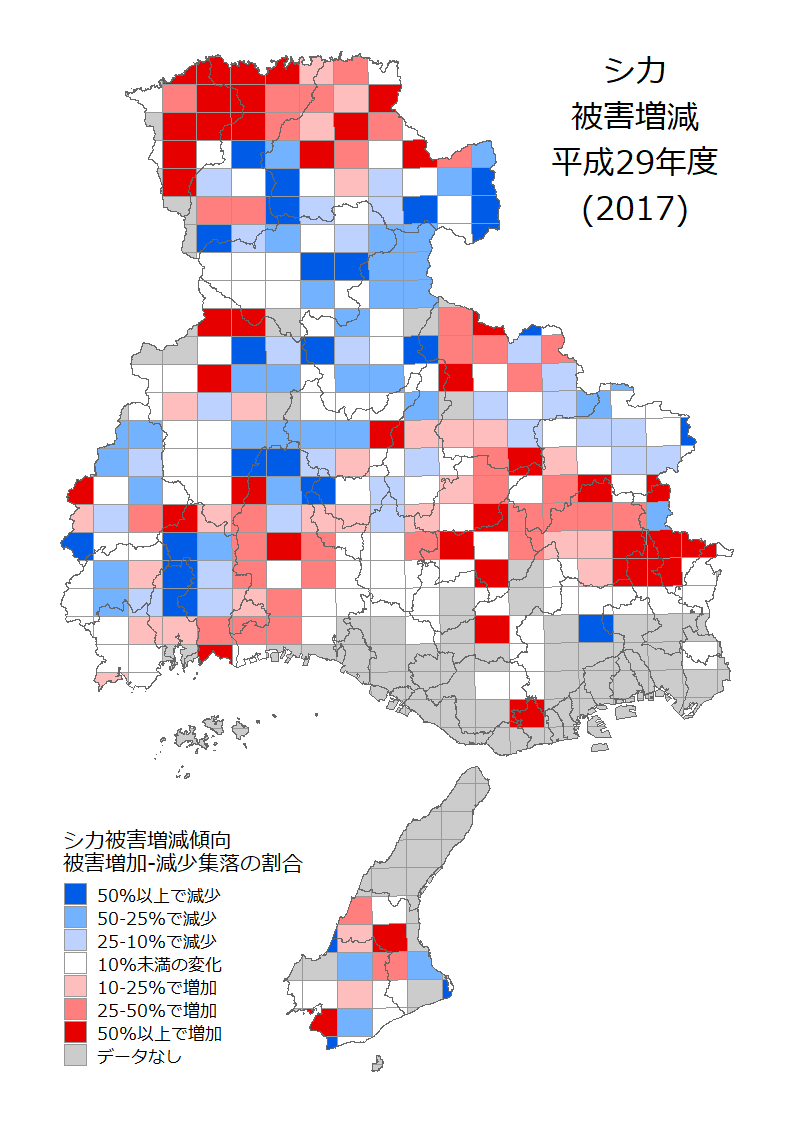 シカ
被害増減
平成29年度
(2017)
シカ被害増減傾向
被害増加-減少集落の割合
50%以上で減少
50-25%で減少
25-10%で減少
10%未満の変化
10-25%で増加
25-50%で増加
50%以上で増加
データなし